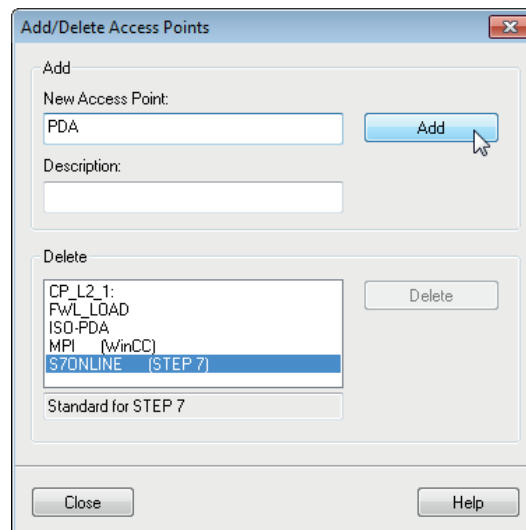 Add/Delete Access Points
Add
New Access Point:
PDA
Add
Description:
Delete
CP_L2_1:
FWL_LOAD
ISO-PDA
MPI (WinCC)
S7ONLINE (STEP 7)
Delete
Standard for STEP 7
Close
Help